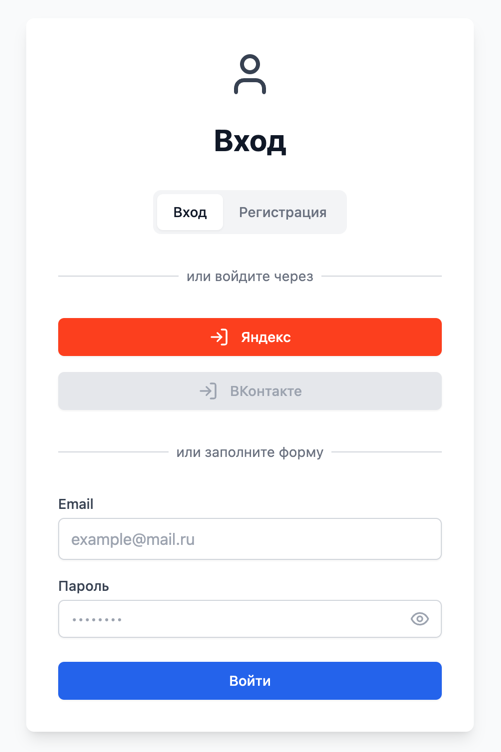 Вход
Вход Регистрация
или войдите через
Яндекс
ВКонтакте
или заполните форму
Email
example@mail.ru
Пароль
••••••••
Войти